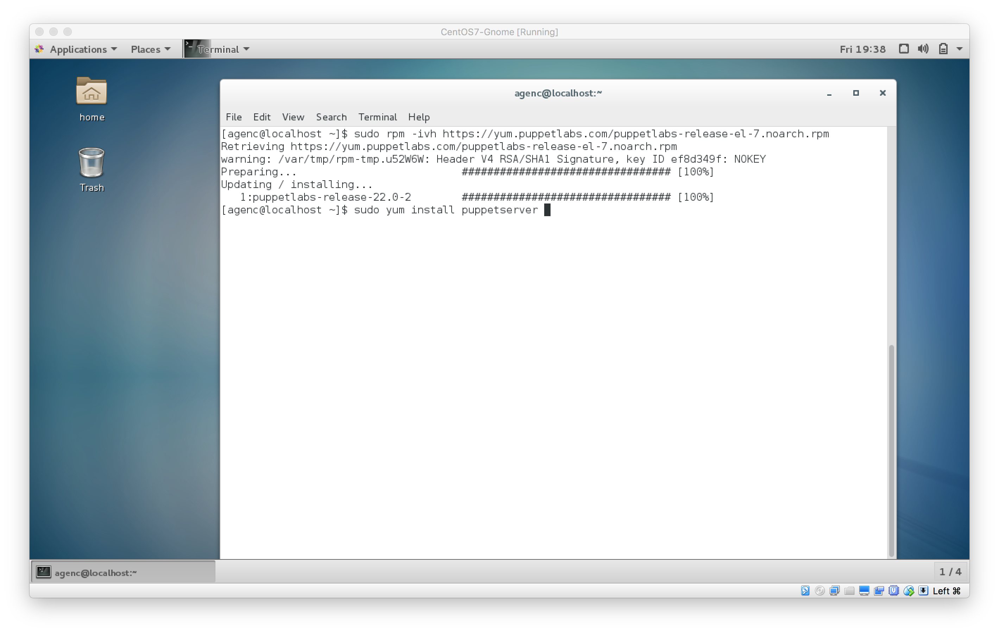 CentOS7-Gnome [Running]
Applications Places Terminal Fri 19:38
home
Trash
agenc@localhost:~
File Edit View Search Terminal Help
[agenc@localhost ~]$ sudo rpm -ivh https://yum.puppetlabs.com/puppetlabs-release-el-7.noarch.rpm
Retrieving https://yum.puppetlabs.com/puppetlabs-release-el-7.noarch.rpm
warning: /var/tmp/rpm-tmp.u52W6W: Header V4 RSA/SHA1 Signature, key ID ef8d349f: NOKEY
Preparing... ################################# [100%]
Updating / installing...
1:puppetlabs-release-22.0-2 ################################# [100%]
[agenc@localhost ~]$ sudo yum install puppetserver
agenc@localhost:~ 1 / 4
Left ⌘